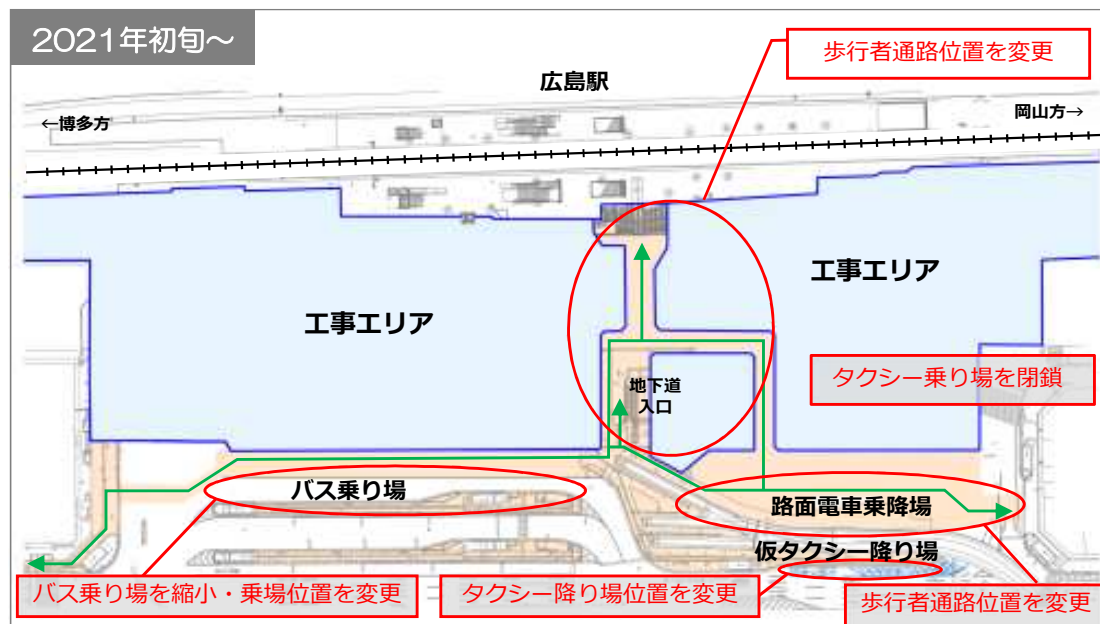 2021年初旬～
歩行者通路位置を変更
広島駅
←博多方
岡山方→
工事エリア
工事エリア
タクシー乗り場を閉鎖
地下道
入口
バス乗り場
路面電車乗降場
仮タクシー降り場
バス乗り場を縮小・乗場位置を変更
タクシー降り場位置を変更
歩行者通路位置を変更